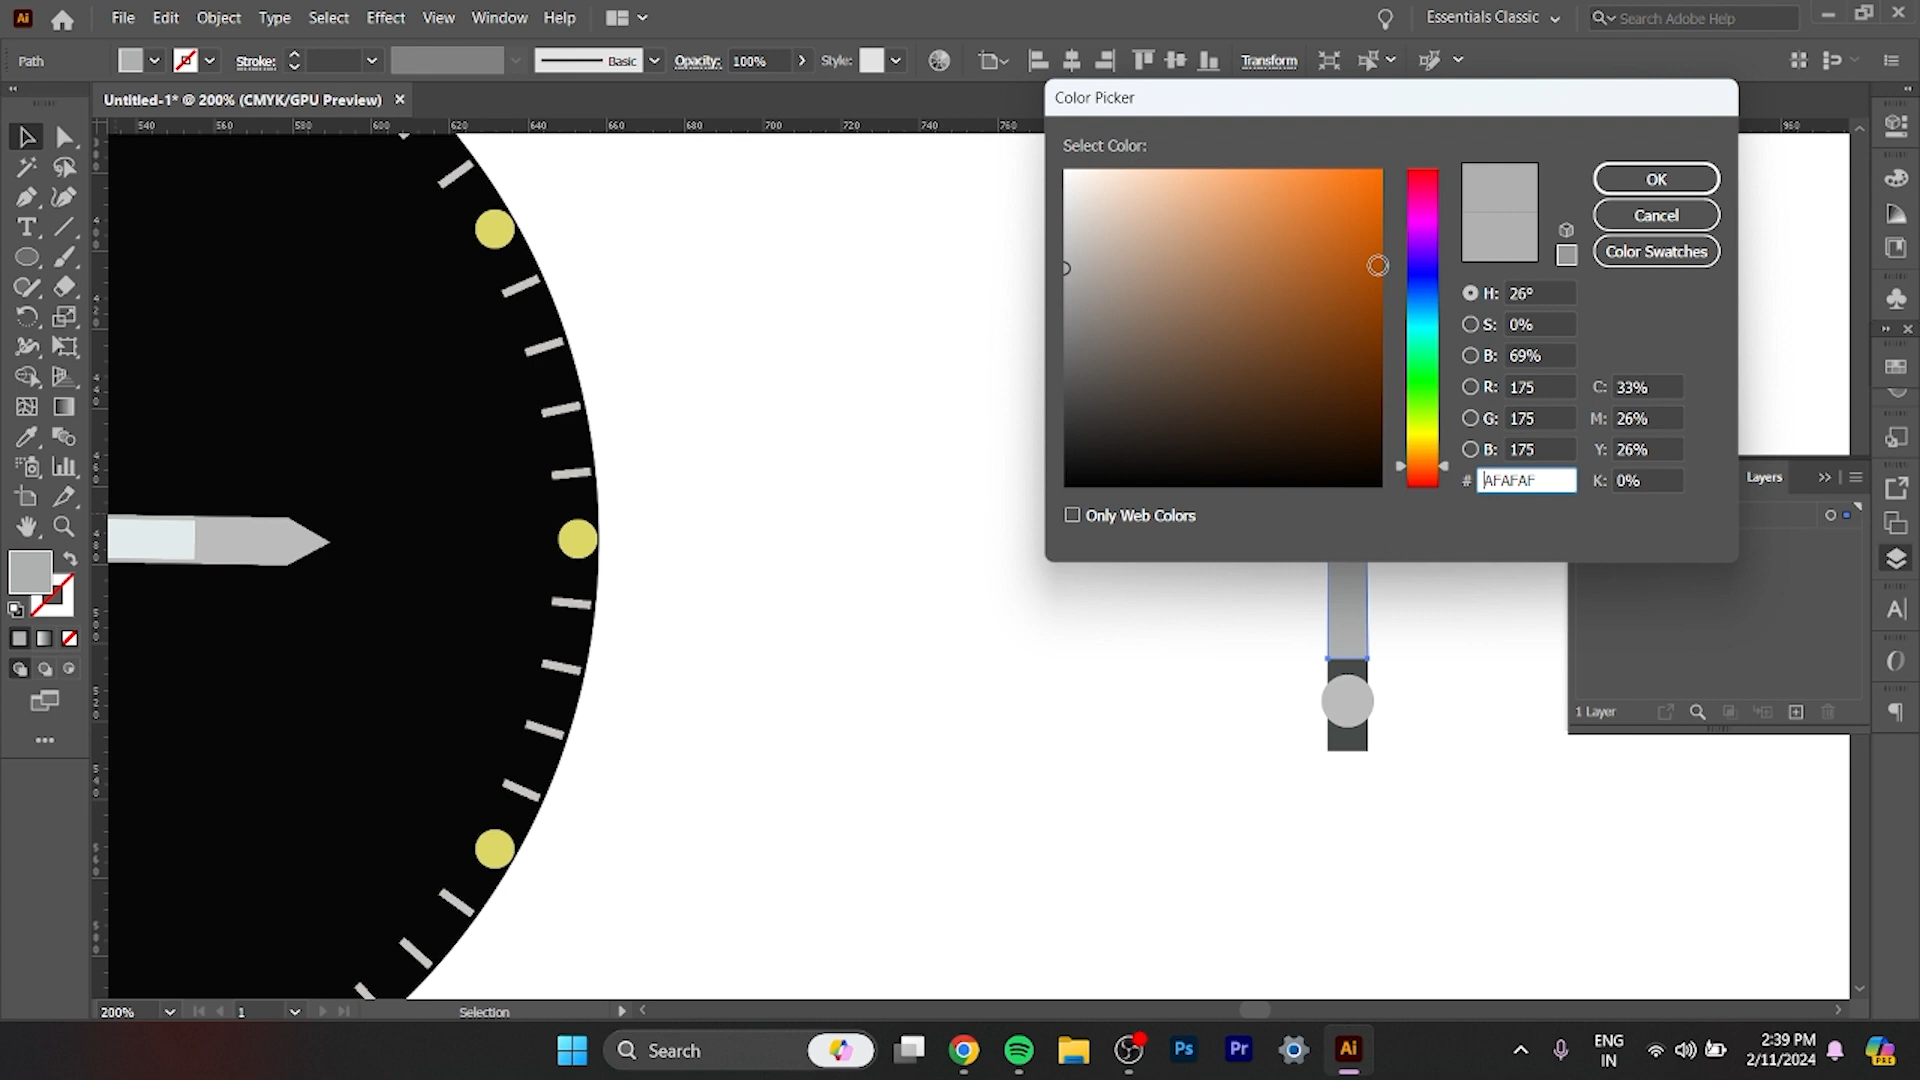 Ai File Edit Object Type Select Effect View Window Help Essentials Classic Search Adobe Help
Path Stroke: Basic Opacity: 100% Style: Transform
Untitled-1* @ 200% (CMYK/GPU Preview)
540 560 580 600 620 640 660 680 700 720 740 760 960
Color Picker
Select Color:
OK
Cancel
Color Swatches
H: 26°
S: 0%
B: 69%
R: 175 C: 33%
G: 175 M: 26%
B: 175 Y: 26%
# AFAFAF K: 0%
Only Web Colors
Layers
1 Layer
200% 1 Selection
Search Ps Pr Ai ENG IN 2:39 PM 2/11/2024 PRE